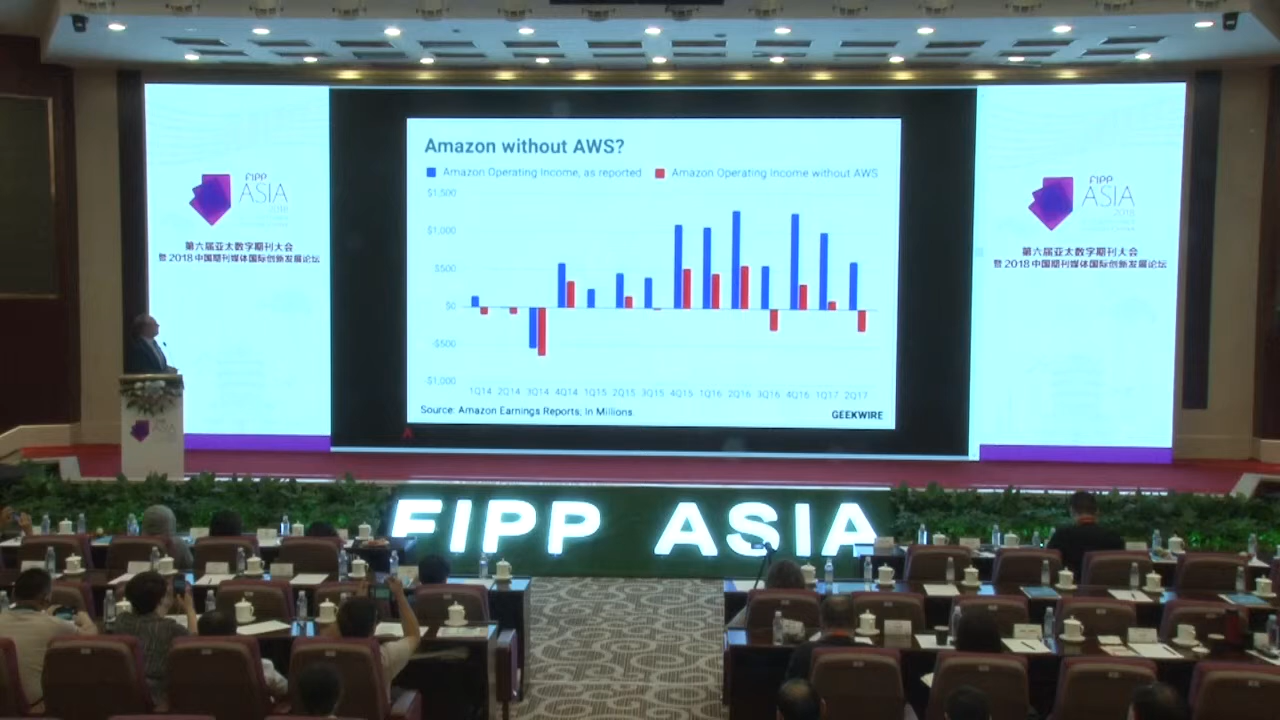 Amazon without AWS?
Amazon Operating Income, as reported Amazon Operating Income without AWS
$1,500
$1,000
$500
$0
-$500
-$1,000
1Q14 2Q14 3Q14 4Q14 1Q15 2Q15 3Q15 4Q15 1Q16 2Q16 3Q16 4Q16 1Q17 2Q17
Source: Amazon Earnings Reports; In Millions.
GEEKWIRE
FIPP
ASIA
2018
第六届亚太数字期刊大会
暨2018中国期刊媒体国际创新发展论坛
FIPP
ASIA
2018
第六届亚太数字期刊大会
暨2018中国期刊媒体国际创新发展论坛
ASIA
FIPP ASIA